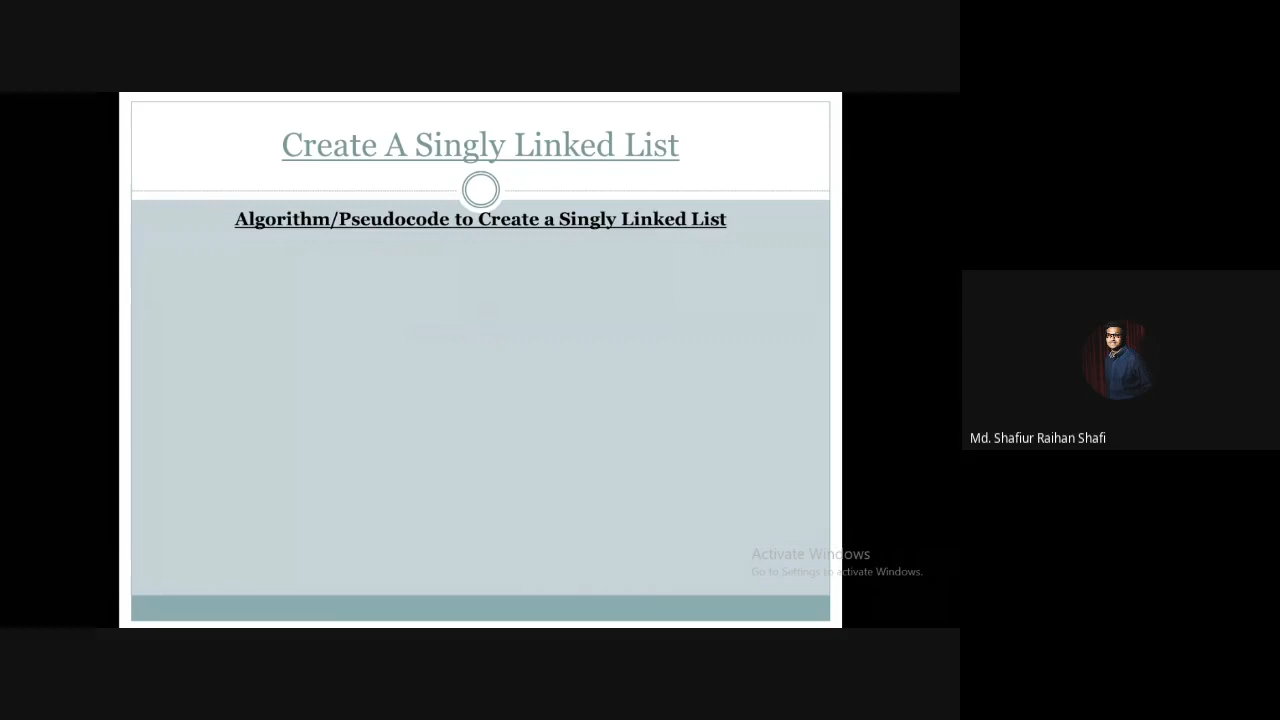 Create A Singly Linked List
Algorithm/Pseudocode to Create a Singly Linked List
Activate Windows
Go to Settings to activate Windows.
Md. Shafiur Raihan Shafi